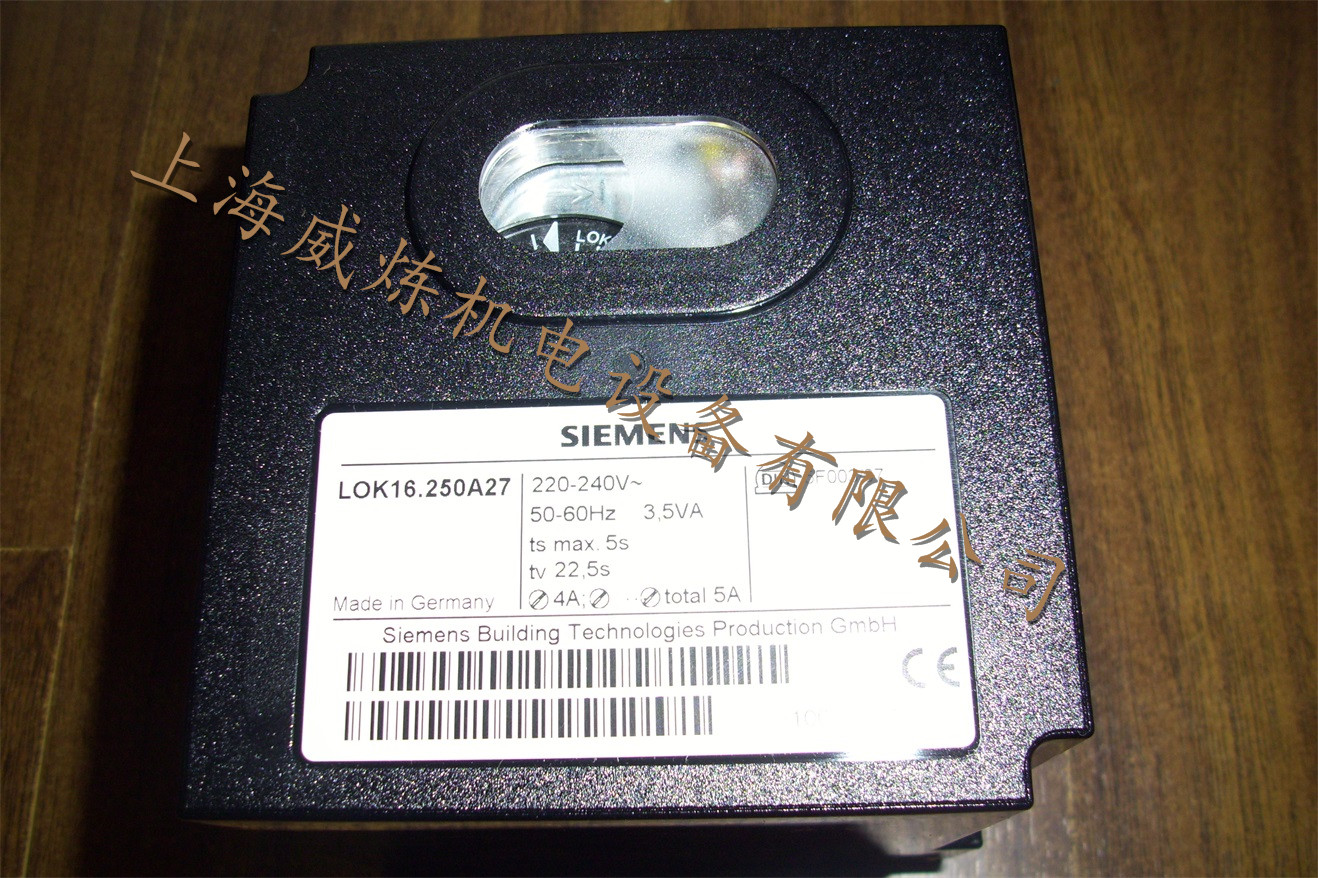 LOK
上海威炼机电设备有限公司
SIEMENS
LOK16.250A27
220-240V~
50-60Hz 3,5VA
ts max. 5s
tv 22,5s
4A; ·· total 5A
Made in Germany
Siemens Building Technologies Production GmbH
CE